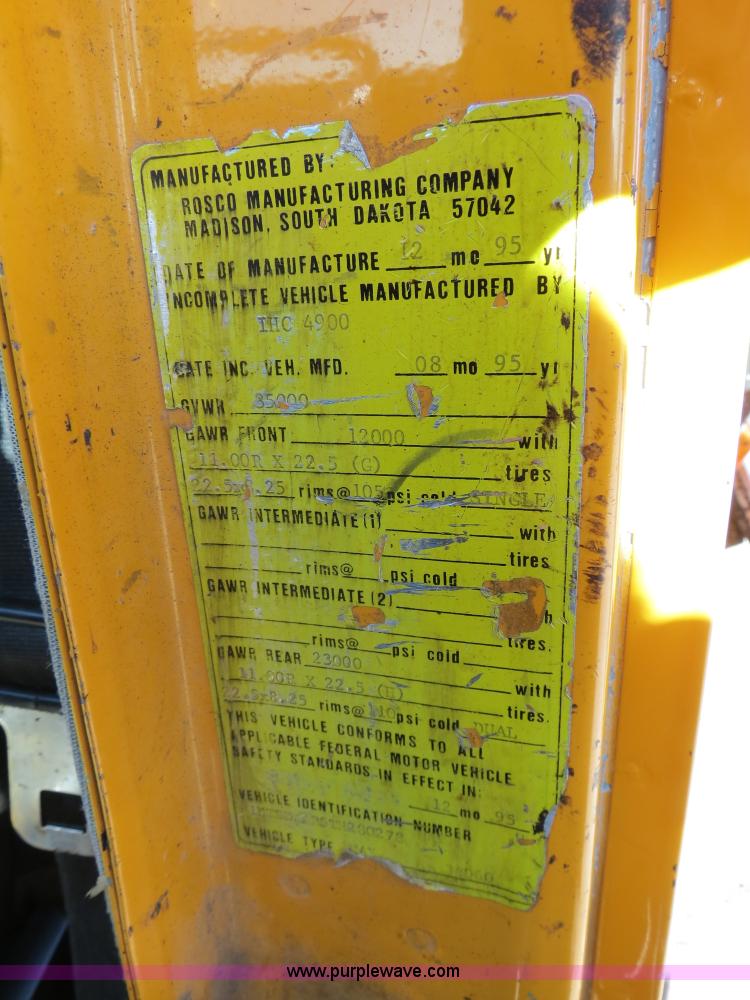 MANUFACTURED BY:
ROSCO MANUFACTURING COMPANY
MADISON, SOUTH DAKOTA 57042
DATE OF MANUFACTURE 12 mo 95 yr
INCOMPLETE VEHICLE MANUFACTURED BY
IHC 4900
DATE INC. VEH. MFD. 08 mo 95 yr
GVWR 35000
GAWR FRONT 12000 with
11.00R X 22.5 (G) tires
22.5x8.25 rims@ 105 psi cold SINGLE
GAWR INTERMEDIATE (1) with
tires
rims@ psi cold
GAWR INTERMEDIATE (2)
tires.
rims@ psi cold
GAWR REAR 23000 with
11.00R X 22.5 (H) tires.
22.5x8.25 rims@ 110 psi cold DUAL
THIS VEHICLE CONFORMS TO ALL
APPLICABLE FEDERAL MOTOR VEHICLE
SAFETY STANDARDS IN EFFECT IN:
12 mo 95 y
VEHICLE IDENTIFICATION NUMBER
VEHICLE TYPE
www.purplewave.com